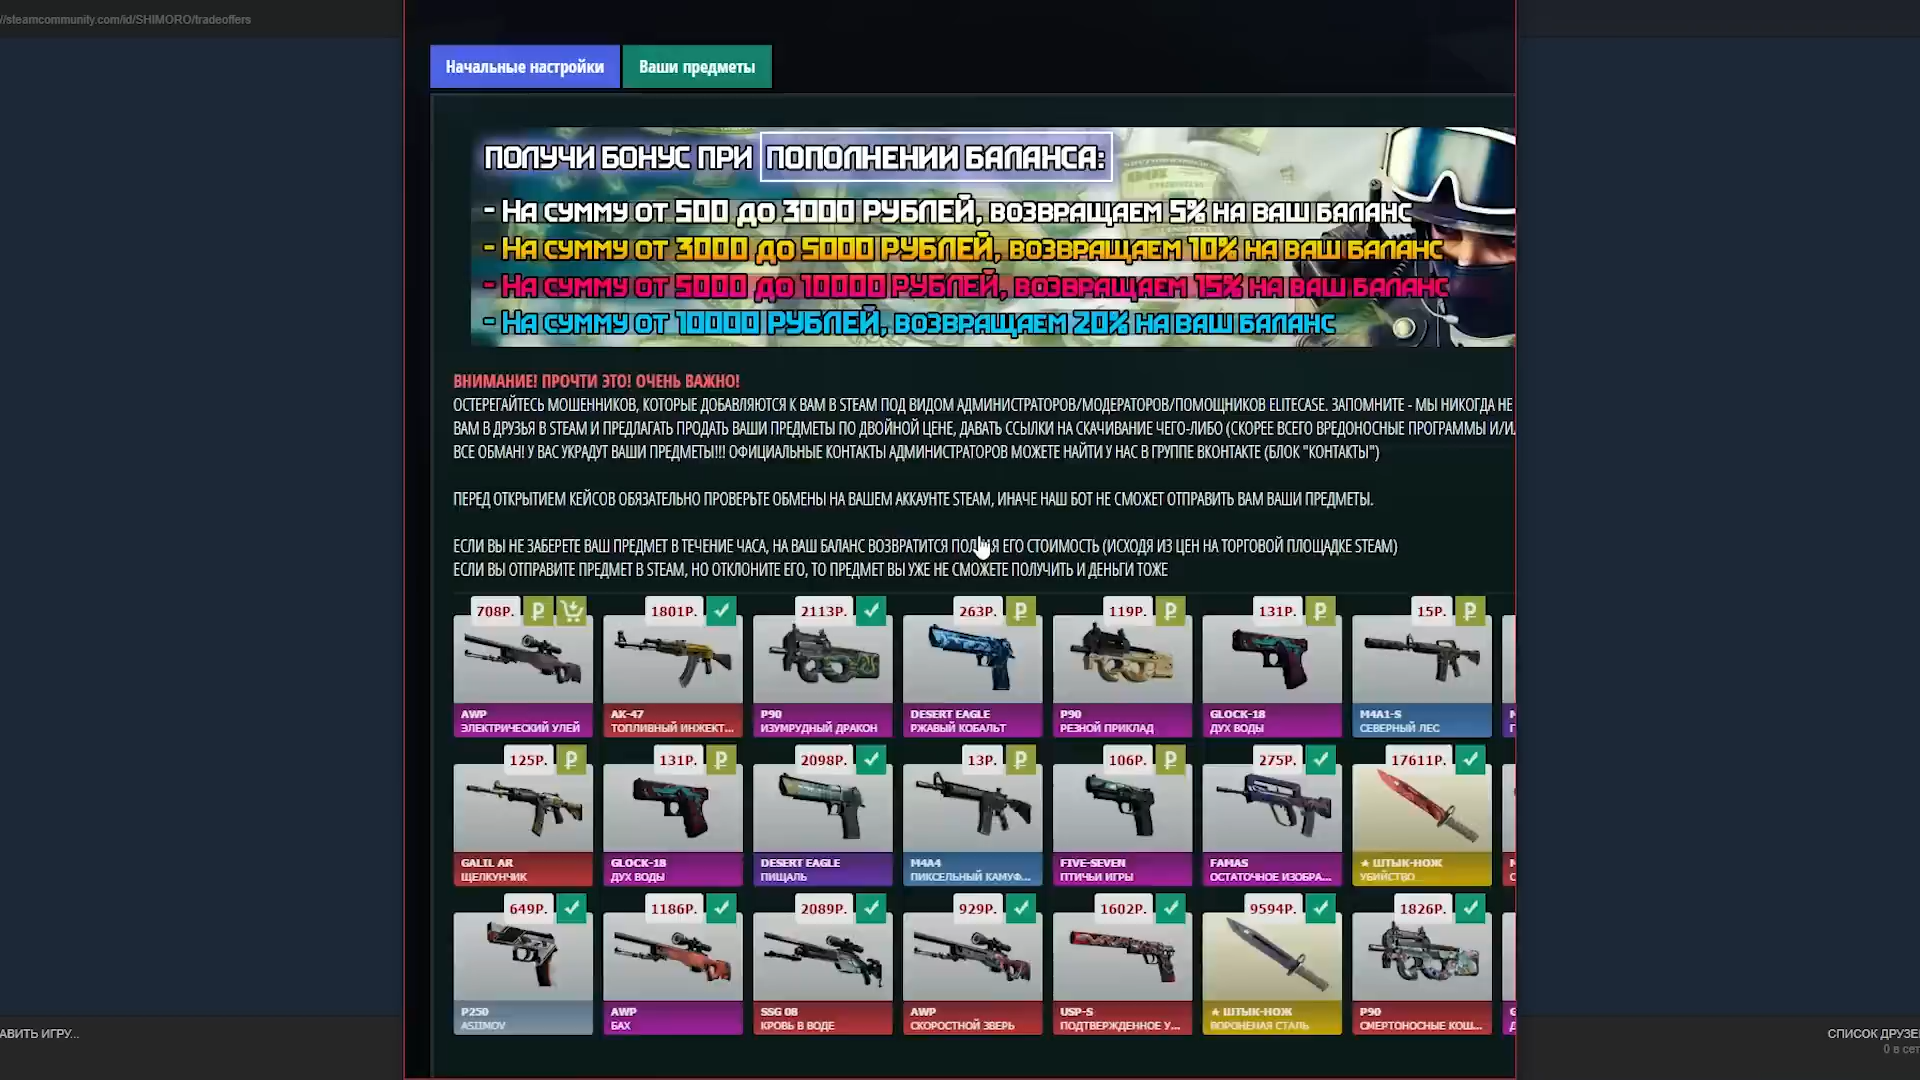 //steamcommunity.com/id/SHIMORO/tradeoffers
Начальные настройки
Ваши предметы
ПОЛУЧИ БОНУС ПРИ ПОПОЛНЕНИИ БАЛАНСА:
- НА СУММУ ОТ 500 ДО 3000 РУБЛЕЙ, ВОЗВРАЩАЕМ 5% НА ВАШ БАЛАНС
- НА СУММУ ОТ 3000 ДО 5000 РУБЛЕЙ, ВОЗВРАЩАЕМ 10% НА ВАШ БАЛАНС
- НА СУММУ ОТ 5000 ДО 10000 РУБЛЕЙ, ВОЗВРАЩАЕМ 15% НА ВАШ БАЛАНС
- НА СУММУ ОТ 10000 РУБЛЕЙ, ВОЗВРАЩАЕМ 20% НА ВАШ БАЛАНС
ВНИМАНИЕ! ПРОЧТИ ЭТО! ОЧЕНЬ ВАЖНО!
ОСТЕРЕГАЙТЕСЬ МОШЕННИКОВ, КОТОРЫЕ ДОБАВЛЯЮТСЯ К ВАМ В STEAM ПОД ВИДОМ АДМИНИСТРАТОРОВ/МОДЕРАТОРОВ/ПОМОЩНИКОВ ELITECASE. ЗАПОМНИТЕ - МЫ НИКОГДА НЕ
ВАМ В ДРУЗЬЯ В STEAM И ПРЕДЛАГАТЬ ПРОДАТЬ ВАШИ ПРЕДМЕТЫ ПО ДВОЙНОЙ ЦЕНЕ, ДАВАТЬ ССЫЛКИ НА СКАЧИВАНИЕ ЧЕГО-ЛИБО (СКОРЕЕ ВСЕГО ВРЕДОНОСНЫЕ ПРОГРАММЫ И/И
ВСЕ ОБМАН! У ВАС УКРАДУТ ВАШИ ПРЕДМЕТЫ!!! ОФИЦИАЛЬНЫЕ КОНТАКТЫ АДМИНИСТРАТОРОВ МОЖЕТЕ НАЙТИ У НАС В ГРУППЕ ВКОНТАКТЕ (БЛОК "КОНТАКТЫ")
ПЕРЕД ОТКРЫТИЕМ КЕЙСОВ ОБЯЗАТЕЛЬНО ПРОВЕРЬТЕ ОБМЕНЫ НА ВАШЕМ АККАУНТЕ STEAM, ИНАЧЕ НАШ БОТ НЕ СМОЖЕТ ОТПРАВИТЬ ВАМ ВАШИ ПРЕДМЕТЫ.
ЕСЛИ ВЫ НЕ ЗАБЕРЕТЕ ВАШ ПРЕДМЕТ В ТЕЧЕНИЕ ЧАСА, НА ВАШ БАЛАНС ВОЗВРАТИТСЯ ЕГО СТОИМОСТЬ (ИСХОДЯ ИЗ ЦЕН НА ТОРГОВОЙ ПЛОЩАДКЕ STEAM)
ЕСЛИ ВЫ ОТПРАВИТЕ ПРЕДМЕТ В STEAM, НО ОТКЛОНИТЕ ЕГО, ТО ПРЕДМЕТ ВЫ УЖЕ НЕ СМОЖЕТЕ ПОЛУЧИТЬ И ДЕНЬГИ ТОЖЕ
708Р.
AWP
ЭЛЕКТРИЧЕСКИЙ УЛЕЙ
1801Р.
АК-47
ТОПЛИВНЫЙ ИНЖЕКТ...
2113Р.
P90
ИЗУМРУДНЫЙ ДРАКОН
263Р.
DESERT EAGLE
РЖАВЫЙ КОБАЛЬТ
119Р.
P90
РЕЗНОЙ ПРИКЛАД
131Р.
GLOCK-18
ДУХ ВОДЫ
15Р.
M4A1-S
СЕВЕРНЫЙ ЛЕС
125Р.
GALIL AR
ЩЕЛКУНЧИК
131Р.
GLOCK-18
ДУХ ВОДЫ
2098Р.
DESERT EAGLE
ПИЩАЛЬ
13Р.
M4A4
ПИКСЕЛЬНЫЙ КАМУФ...
106Р.
FIVE-SEVEN
ПТИЧЬИ ИГРЫ
275Р.
FAMAS
ОСТАТОЧНОЕ ИЗОБРА...
17611Р.
★ ШТЫК-НОЖ
УБИЙСТВО
649Р.
P250
ASIIMOV
1186Р.
AWP
БАХ
2089Р.
SSG 08
КРОВЬ В ВОДЕ
929Р.
AWP
СКОРОСТНОЙ ЗВЕРЬ
1602Р.
USP-S
ПОДТВЕРЖДЕННОЕ У...
9594Р.
★ ШТЫК-НОЖ
ВОРОНЕНАЯ СТАЛЬ
1826Р.
P90
СМЕРТОНОСНЫЕ КОШ...
АВИТЬ ИГРУ...
СПИСОК ДРУЗЕ
0 в сет